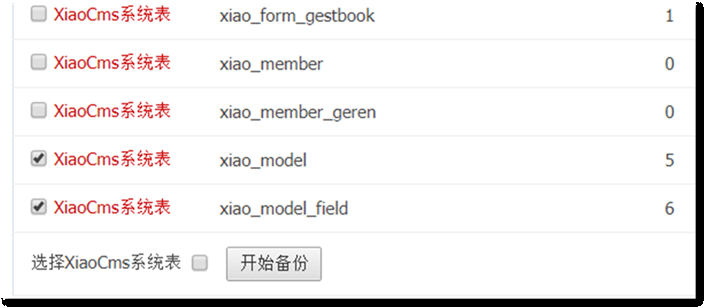 XiaoCms系统表 xiao_form_gestbook 1
XiaoCms系统表 xiao_member 0
XiaoCms系统表 xiao_member_geren 0
XiaoCms系统表 xiao_model 5
XiaoCms系统表 xiao_model_field 6
选择XiaoCms系统表 开始备份